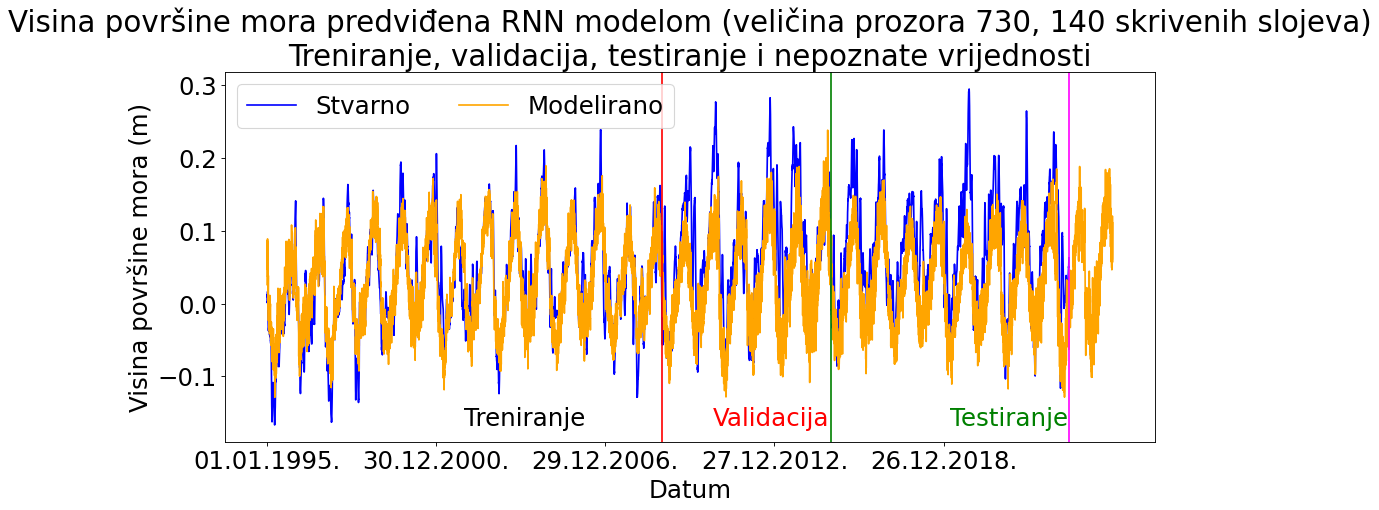 Visina površine mora predviđena RNN modelom (veličina prozora 730, 140 skrivenih slojeva)
Treniranje, validacija, testiranje i nepoznate vrijednosti
Stvarno Modelirano
Visina površine mora (m)
0.3
0.2
0.1
0.0
−0.1
Treniranje Validacija Testiranje
01.01.1995. 30.12.2000. 29.12.2006. 27.12.2012. 26.12.2018.
Datum